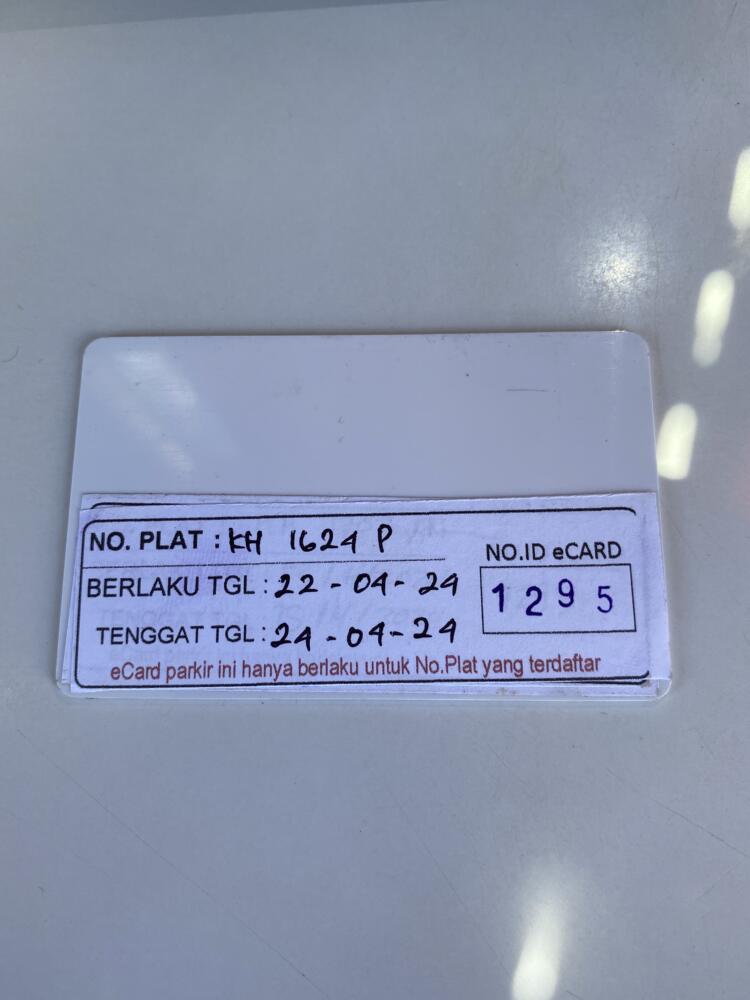 NO. PLAT : KH 1624 P
BERLAKU TGL : 22 - 04 - 24
TENGGAT TGL : 24 - 04 - 24
NO.ID eCARD
1295
eCard parkir ini hanya berlaku untuk No.Plat yang terdaftar